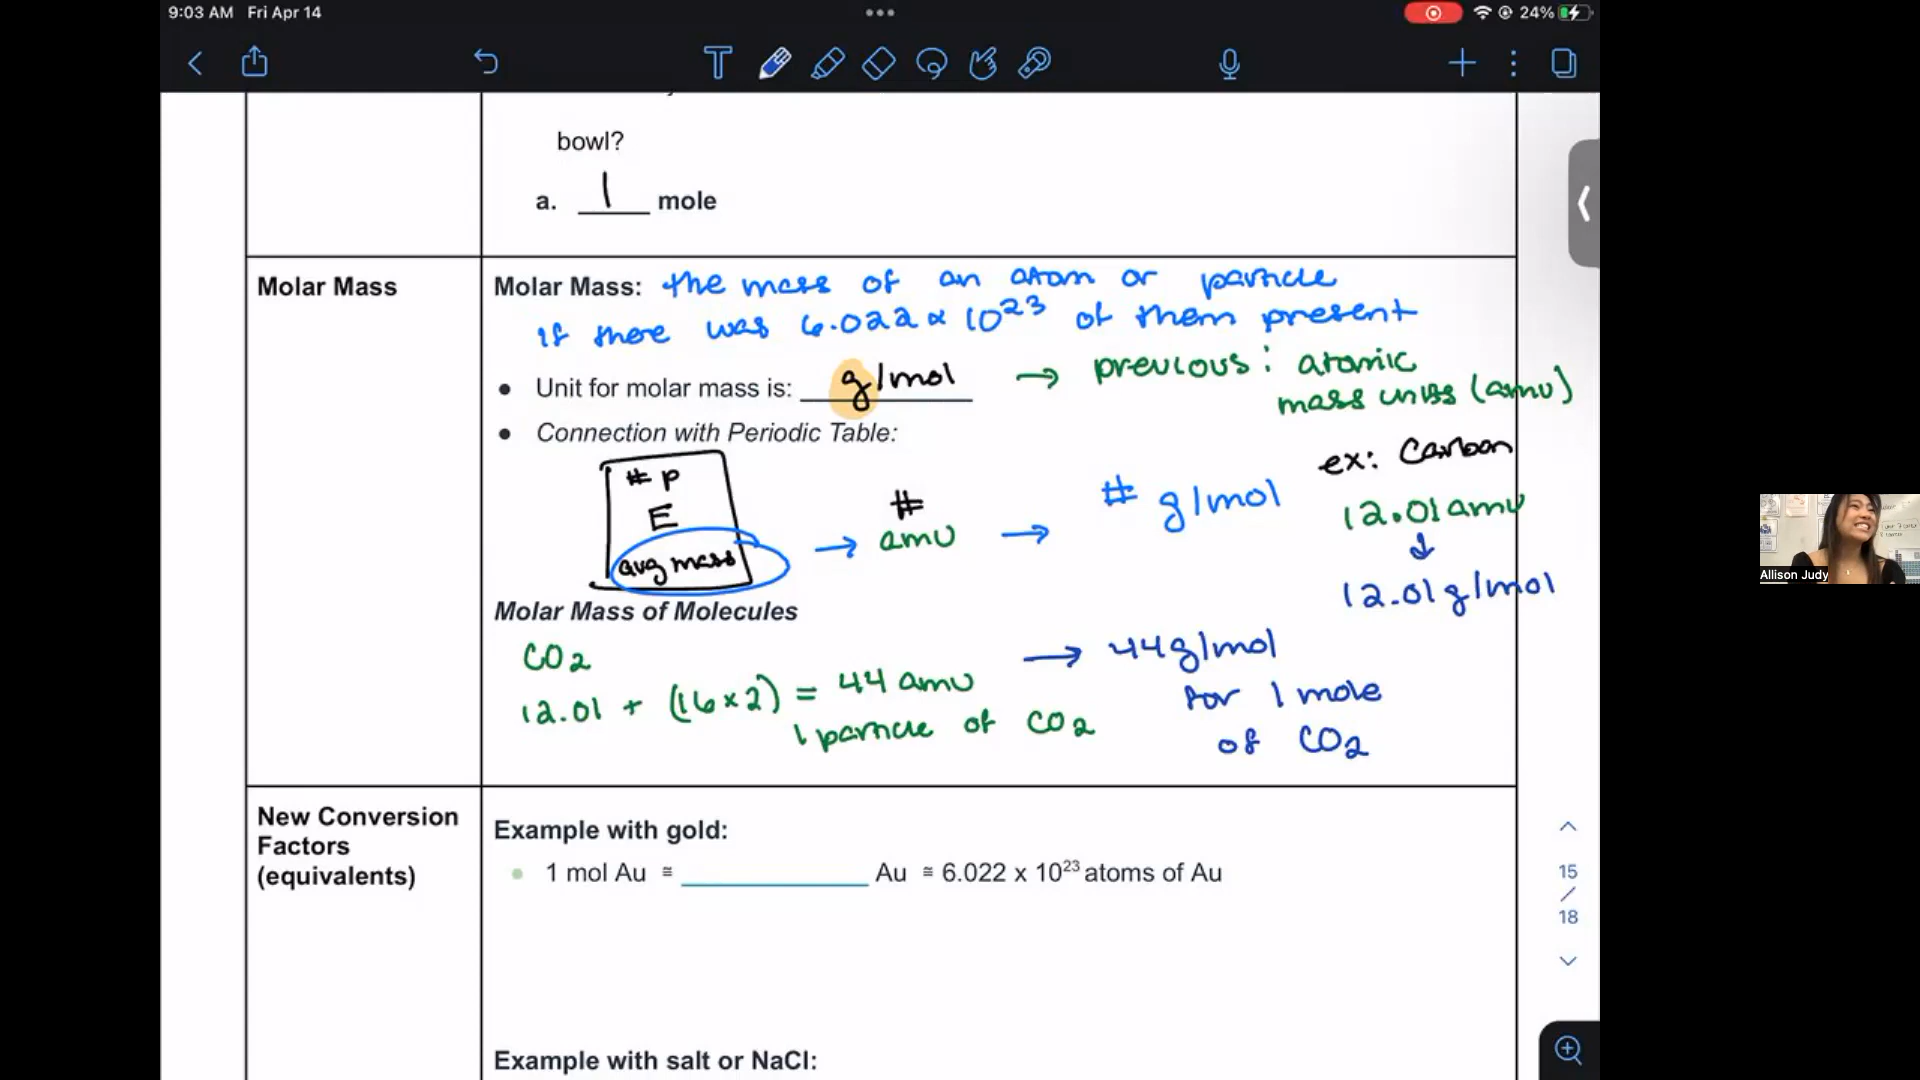 9:03 AM Fri Apr 14
24%
bowl?
a. 1 mole
Molar Mass
Molar Mass: the mass of an atom or particle
if there was 6.022 x 10²³ of them present
• Unit for molar mass is: g/mol → previous: atomic
mass units (amu)
• Connection with Periodic Table:
ex: Carbon
# p
E
avg mass
→ # amu → # g/mol
12.01 amu
↓
12.01 g/mol
Molar Mass of Molecules
CO₂
12.01 + (16 x 2) = 44 amu → 44 g/mol
1 particle of CO₂
for 1 mole
of CO₂
New Conversion
Factors
(equivalents)
Example with gold:
• 1 mol Au ≅ ____________ Au ≅ 6.022 x 10²³ atoms of Au
Example with salt or NaCl:
15
/
18
Allison Judy